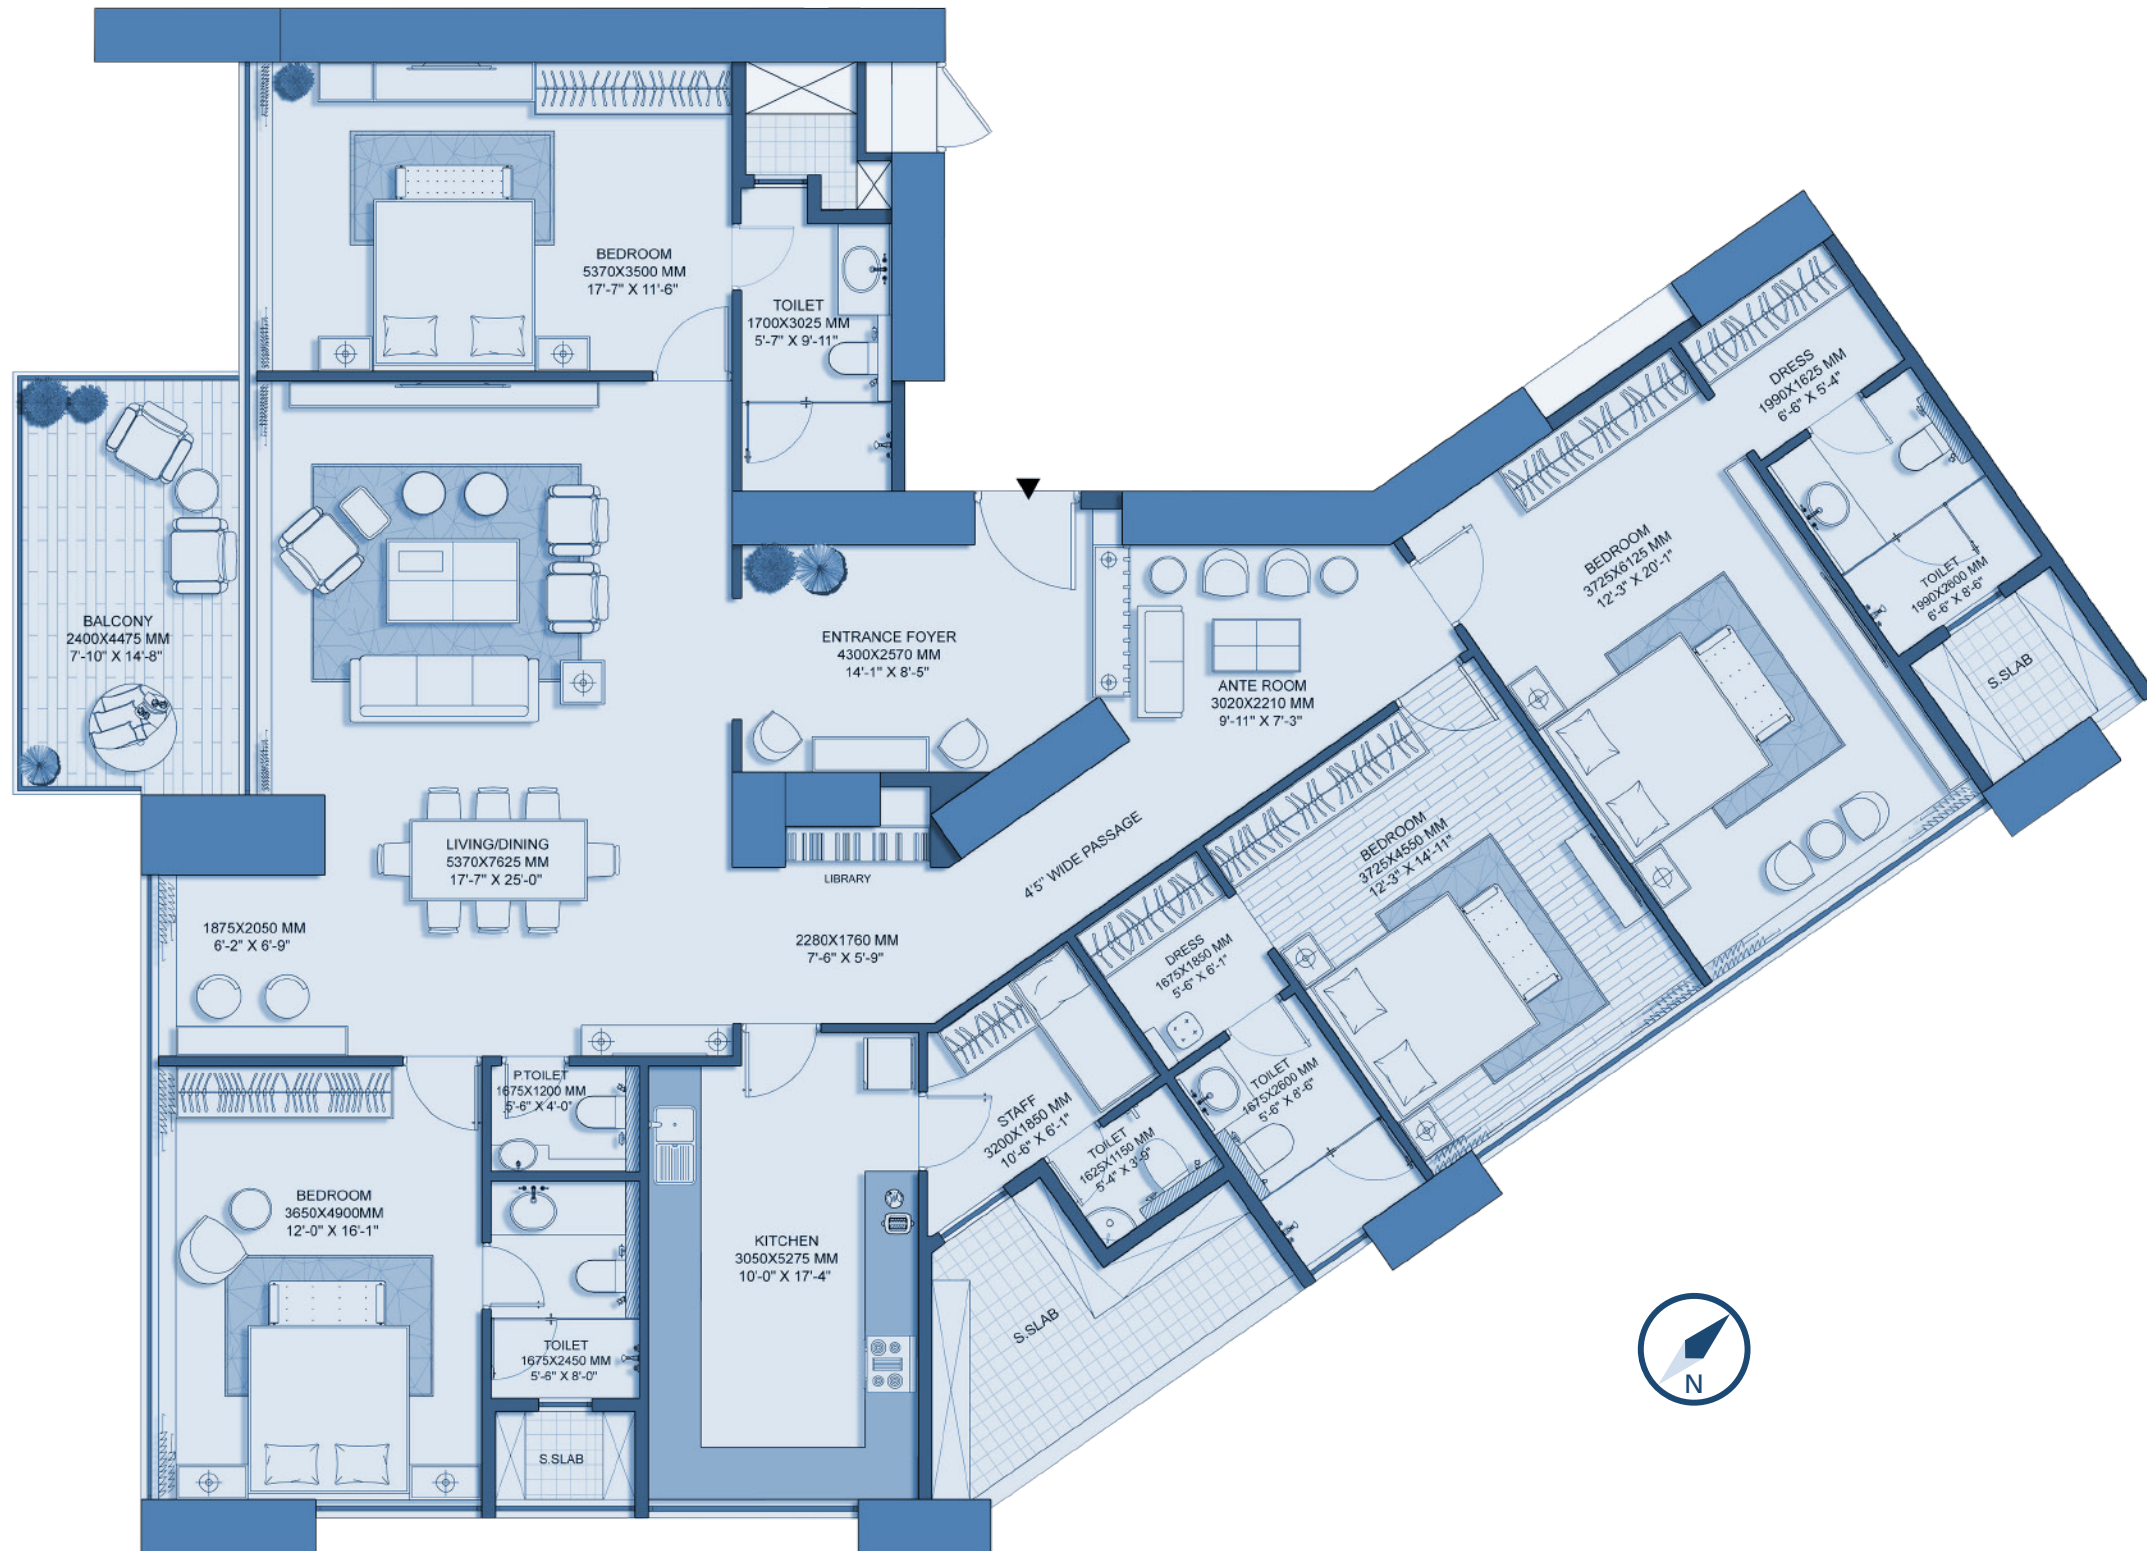 BEDROOM
5370X3500 MM
17'-7" X 11'-6"
TOILET
1700X3025 MM
5'-7" X 9'-11"
DRESS
1990X1625 MM
6'-6" X 5'-4"
BEDROOM
3725X6125 MM
12'-3" X 20'-1"
TOILET
1990X2600 MM
6'-6" X 8'-6"
S.SLAB
BALCONY
2400X4475 MM
7'-10" X 14'-8"
ENTRANCE FOYER
4300X2570 MM
14'-1" X 8'-5"
ANTE ROOM
3020X2210 MM
9'-11" X 7'-3"
LIVING/DINING
5370X7625 MM
17'-7" X 25'-0"
LIBRARY
4'5" WIDE PASSAGE
BEDROOM
3725X4550 MM
12'-3" X 14'-11"
1875X2050 MM
6'-2" X 6'-9"
2280X1760 MM
7'-6" X 5'-9"
DRESS
1675X1850 MM
5'-6" X 6'-1"
P.TOILET
1675X1200 MM
5'-6" X 4'-0"
STAFF
3200X1850 MM
10'-6" X 6'-1"
TOILET
1625X1150 MM
5'-4" X 3'-9"
TOILET
1675X2600 MM
5'-6" X 8'-6"
BEDROOM
3650X4900MM
12'-0" X 16'-1"
KITCHEN
3050X5275 MM
10'-0" X 17'-4"
TOILET
1675X2450 MM
5'-6" X 8'-0"
S.SLAB
S.SLAB
N